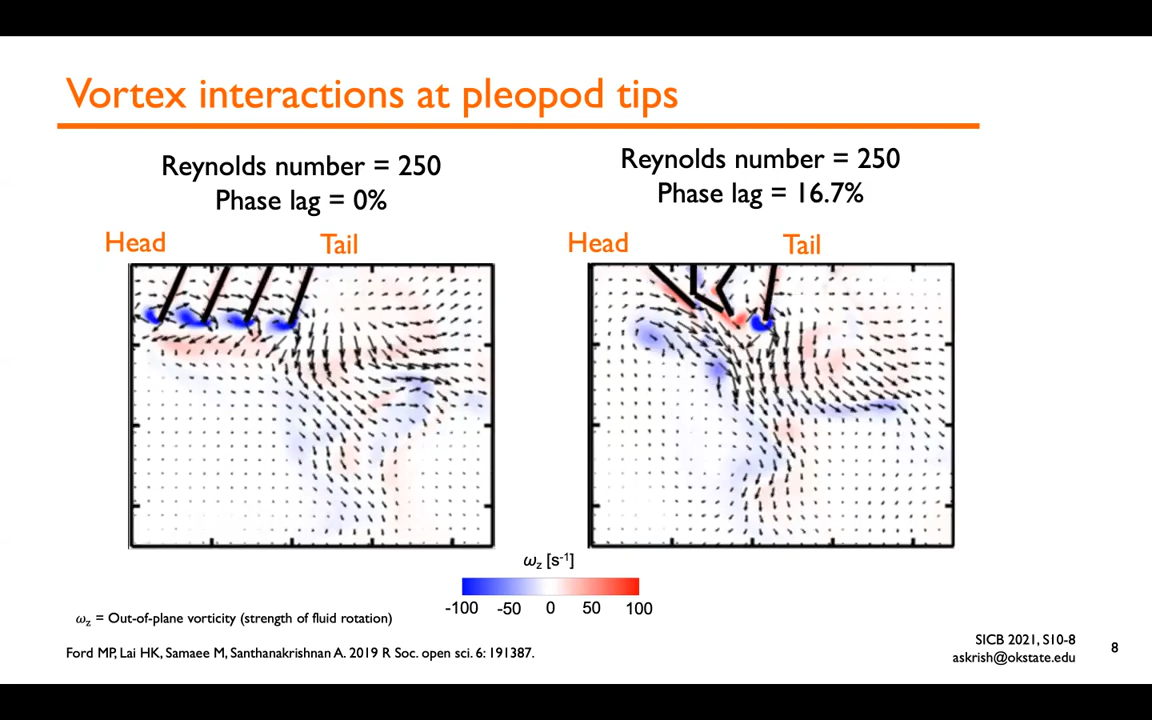 Vortex interactions at pleopod tips
Reynolds number = 250
Phase lag = 0%
Head
Tail
Reynolds number = 250
Phase lag = 16.7%
Head
Tail
ωz [s-1]
-100 -50 0 50 100
ωz = Out-of-plane vorticity (strength of fluid rotation)
Ford MP, Lai HK, Samaee M, Santhanakrishnan A. 2019 R Soc. open sci. 6: 191387.
SICB 2021, S10-8
askrish@okstate.edu
8